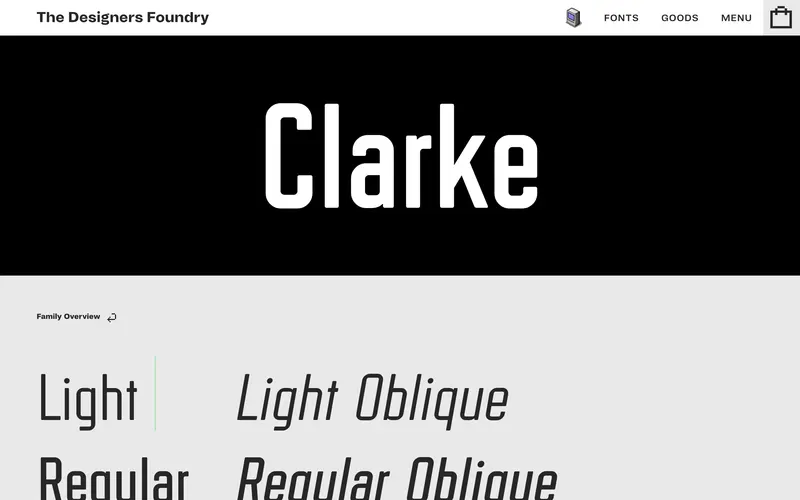 The Designers Foundry
FONTS GOODS MENU
Clarke
Family Overview
Light Light Oblique
Regular Regular Oblique